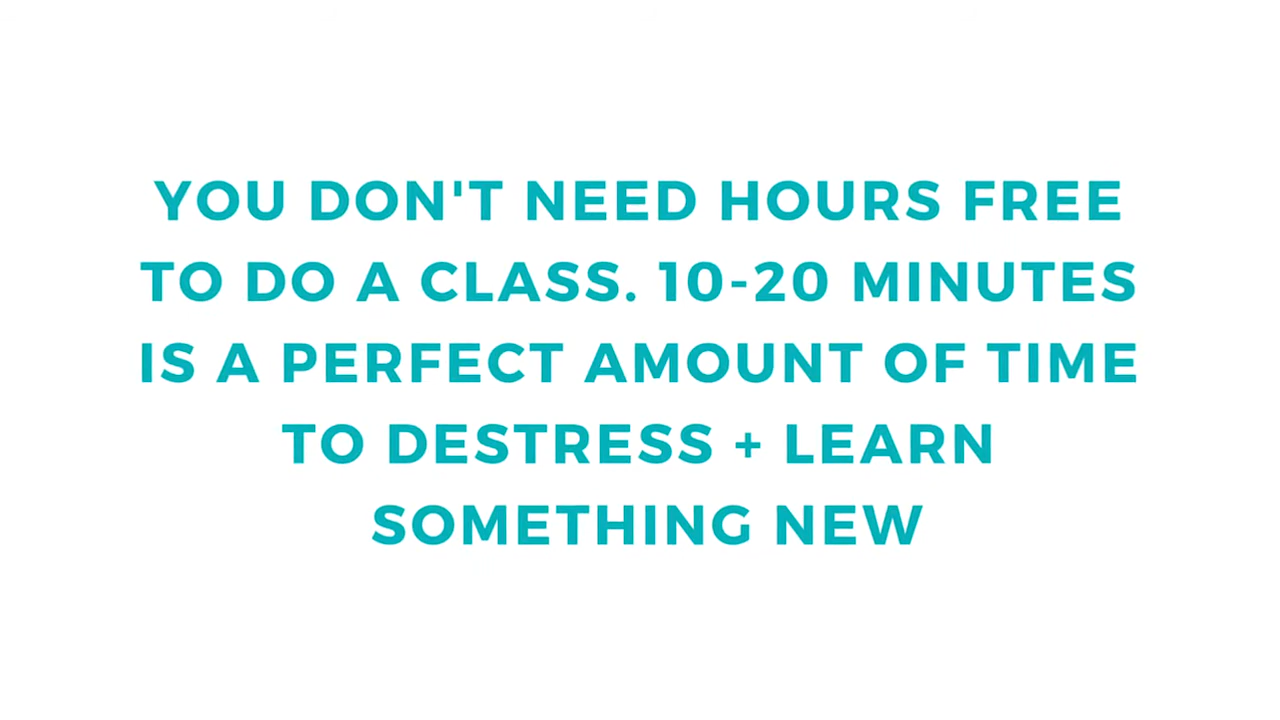 YOU DON'T NEED HOURS FREE
TO DO A CLASS. 10-20 MINUTES
IS A PERFECT AMOUNT OF TIME
TO DESTRESS + LEARN
SOMETHING NEW